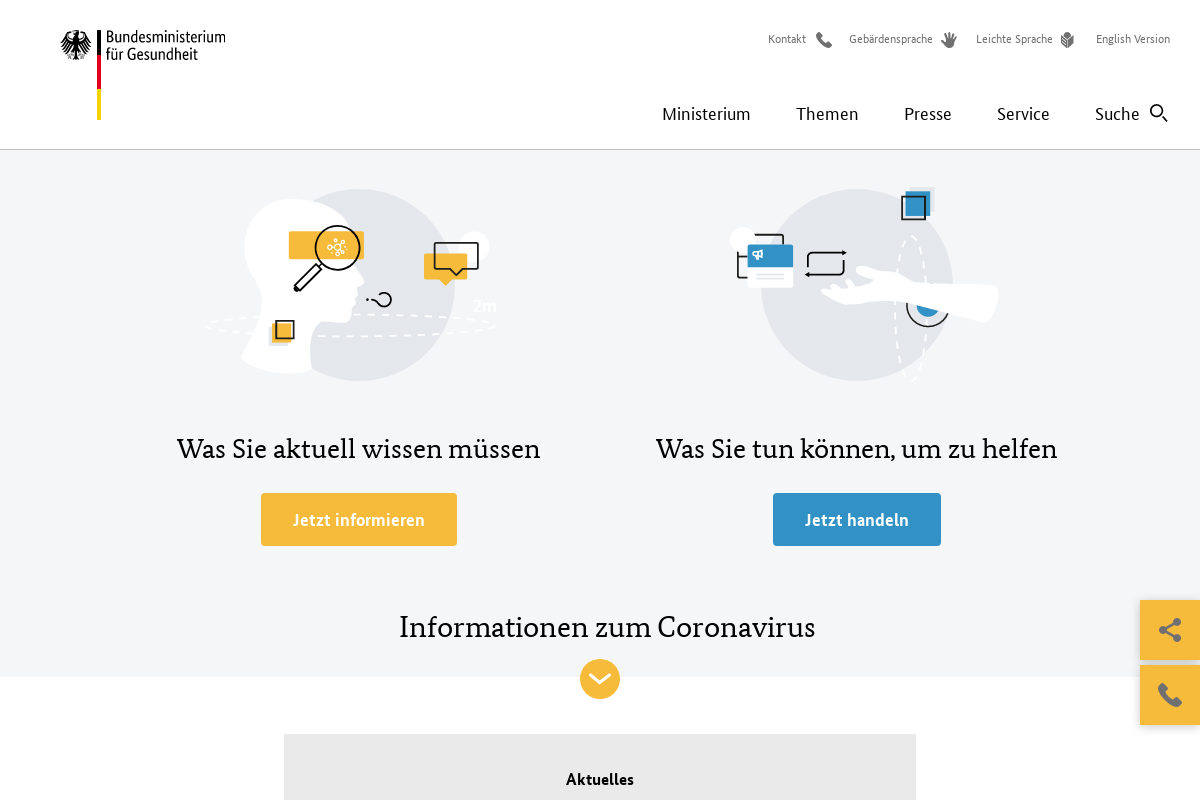 Bundesministerium
für Gesundheit
Kontakt
Gebärdensprache
Leichte Sprache
English Version
Ministerium
Themen
Presse
Service
Suche
2m
Was Sie aktuell wissen müssen
Was Sie tun können, um zu helfen
Jetzt informieren
Jetzt handeln
Informationen zum Coronavirus
Aktuelles